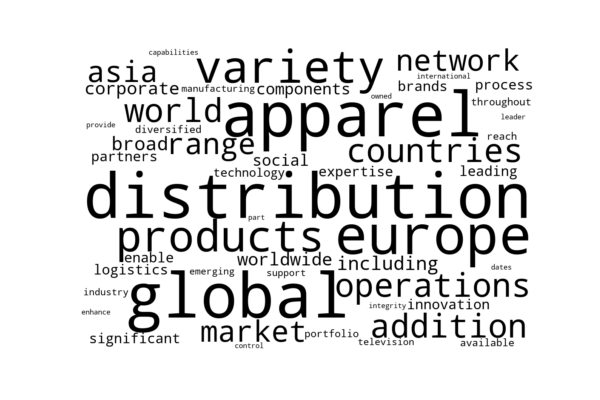 capabilities
asia variety network
international
corporate manufacturing components brands process
owned
world apparel throughout
provide diversified leader
broad range countries reach
partners social
technology expertise leading
distribution
part
products europe
enable worldwide
logistics emerging support including dates
industry global operations
enhance integrity innovation
significant market portfolio addition
control television available